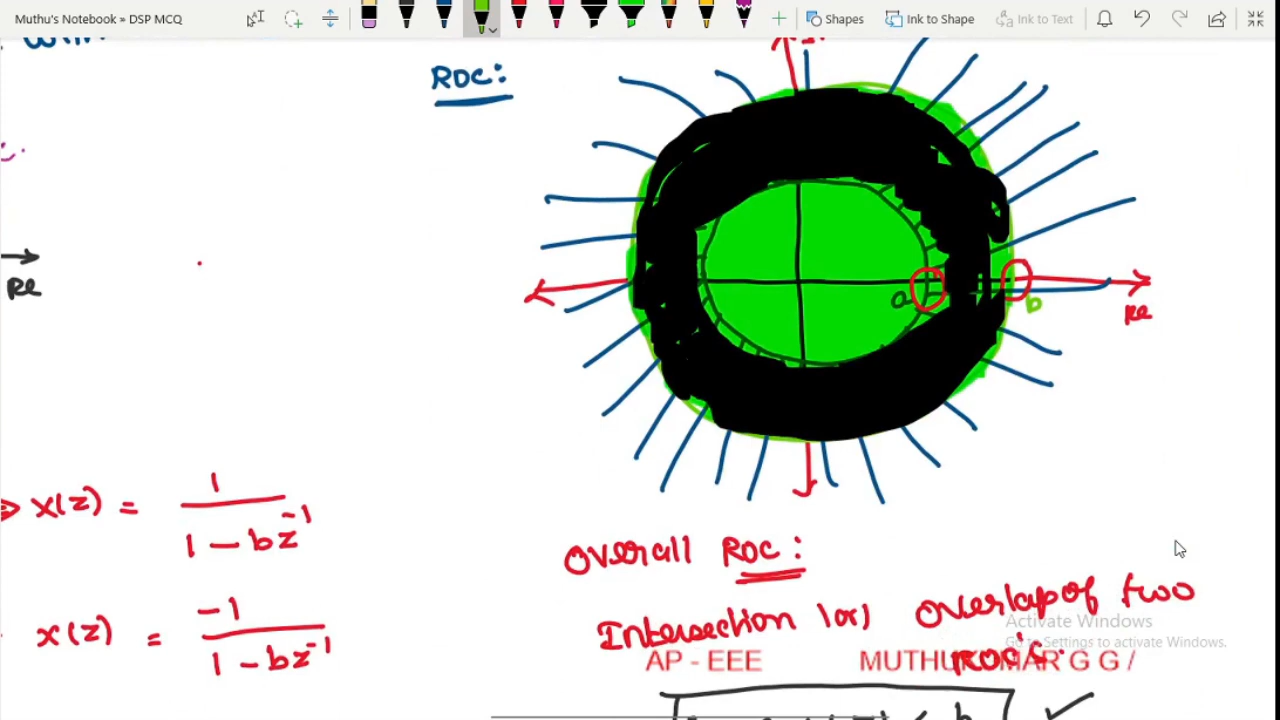 Muthu's Notebook » DSP MCQ
Shapes
Ink to Shape
Ink to Text
ROC:
Re
a
b
Re
x(z) = 1 / 1 - bz⁻¹
Overall ROC:
x(z) = -1 / 1 - bz⁻¹
Intersection (or) overlap of two
ROC's.
Activate Windows
Go to Settings to activate Windows.
AP - EEE MUTHUKUMAR G G /